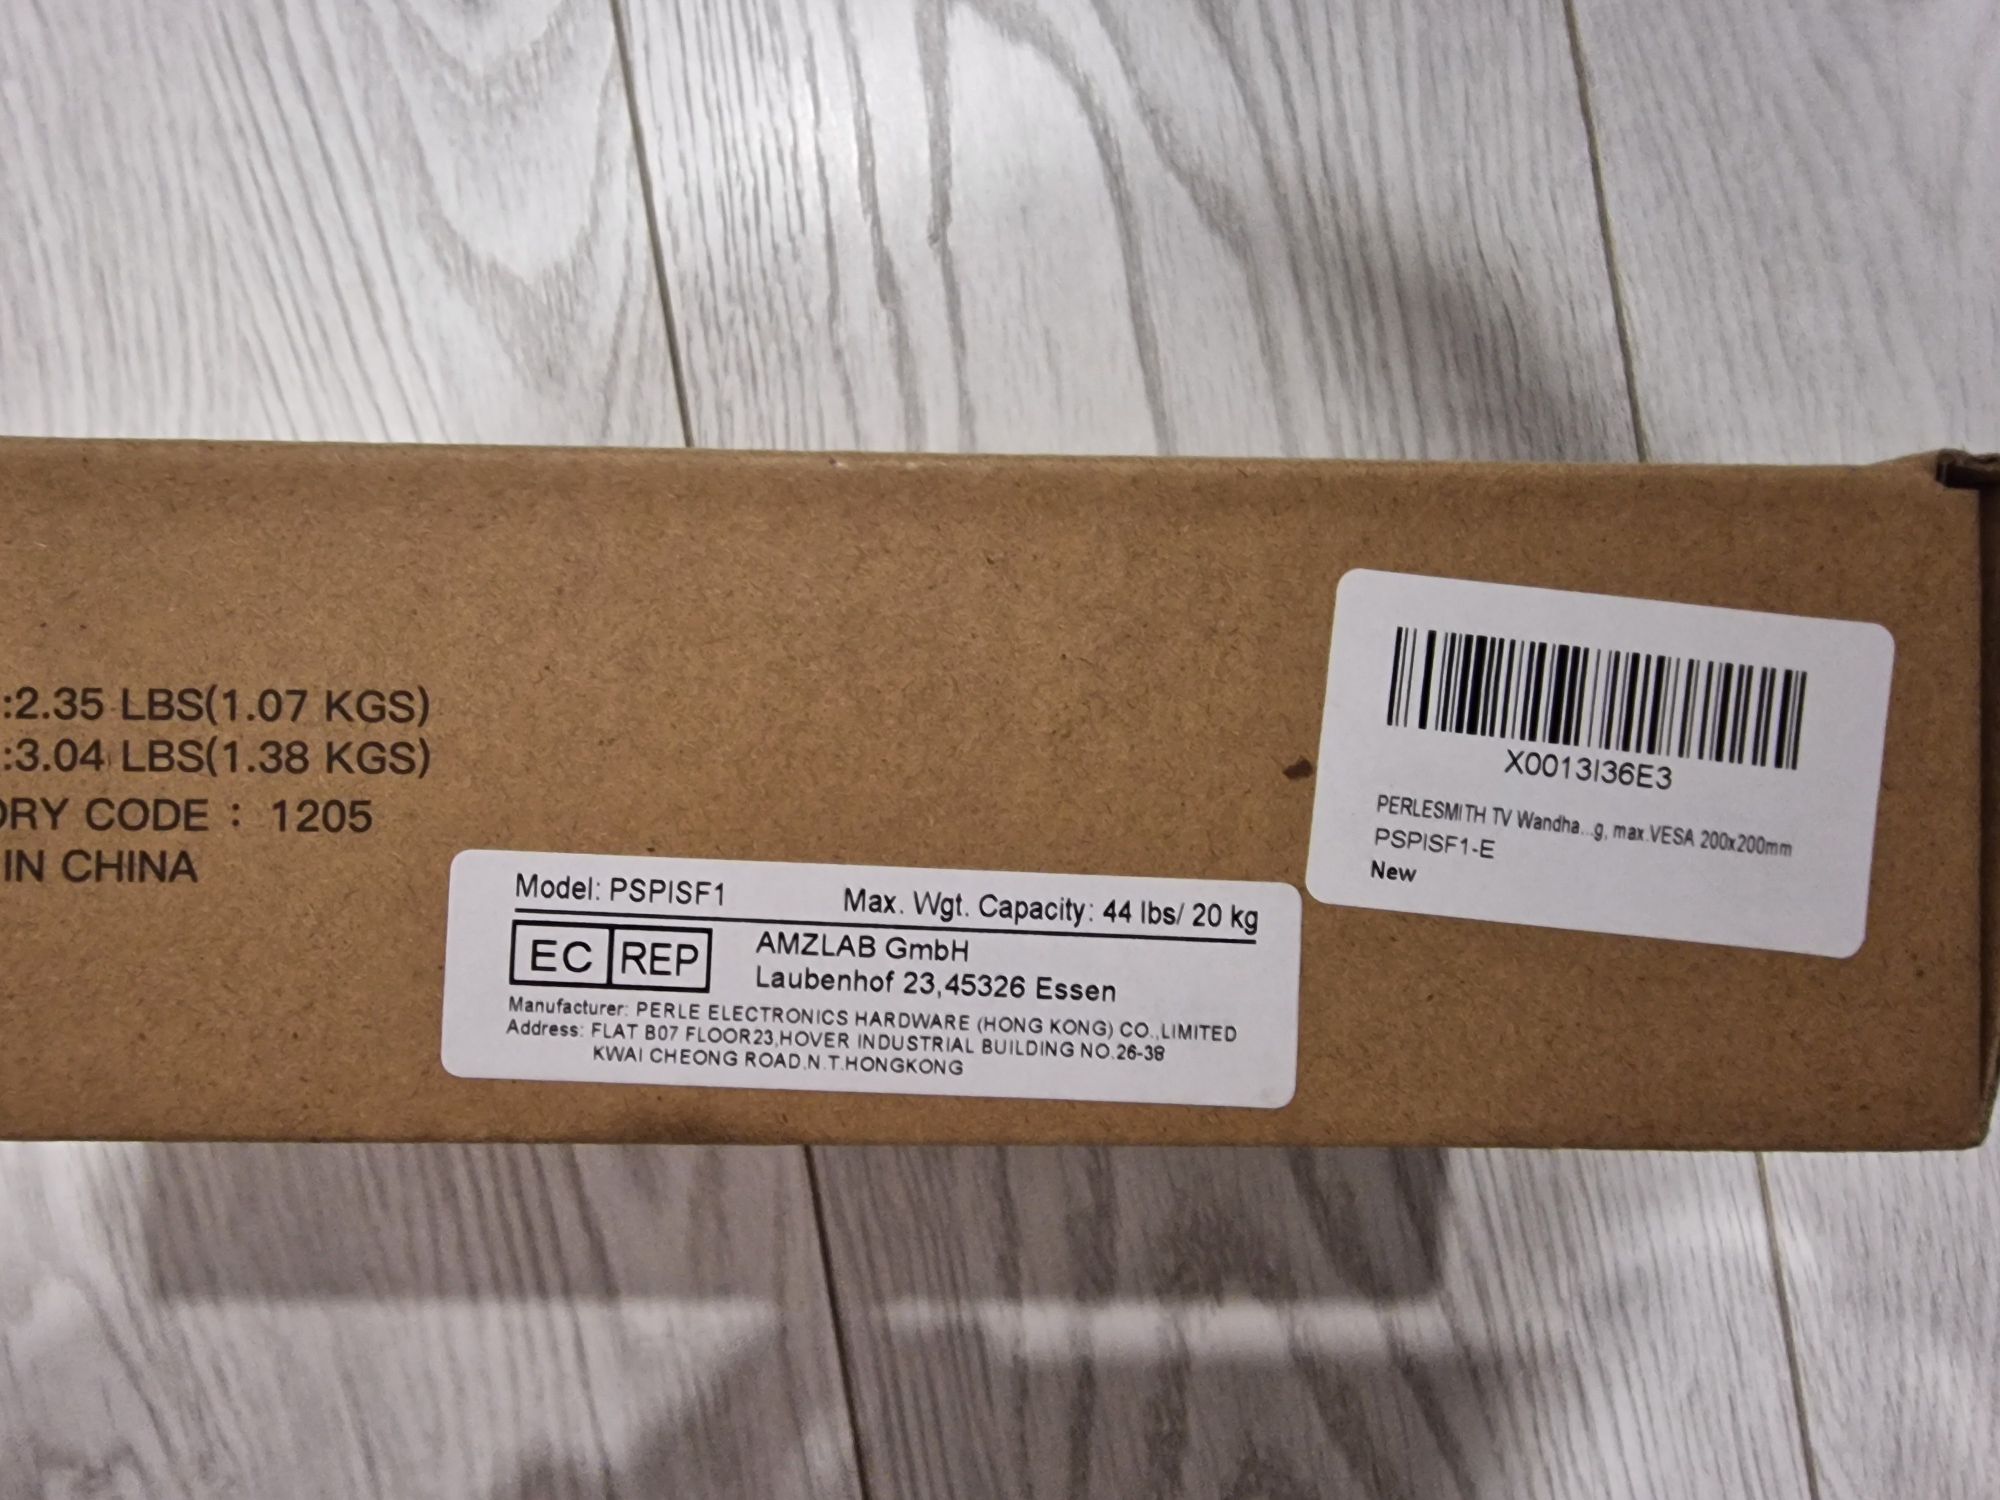 :2.35 LBS(1.07 KGS)
:3.04 LBS(1.38 KGS)
ORY CODE : 1205
IN CHINA
Model: PSPISF1 Max. Wgt. Capacity: 44 lbs/ 20 kg
EC REP
AMZLAB GmbH
Laubenhof 23,45326 Essen
Manufacturer: PERLE ELECTRONICS HARDWARE (HONG KONG) CO.,LIMITED
Address: FLAT B07 FLOOR23,HOVER INDUSTRIAL BUILDING NO.26-38
KWAI CHEONG ROAD,N.T.HONGKONG
X0013I36E3
PERLESMITH TV Wandha...g, max.VESA 200x200mm
PSPISF1-E
New